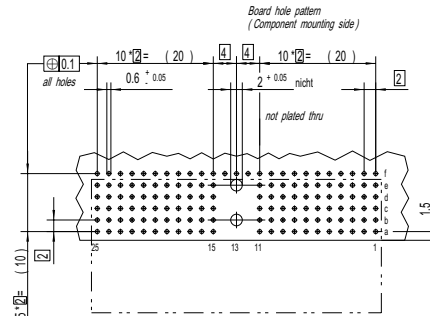 Board hole pattern
(Component mounting side)
10 *2= (20) 4 4 10 *2= (20)
⌖ 0.1
all holes
0.6 + - 0.05
2 + 0.05 nicht
2
not plated thru
f
e
d
c
b
a
25 15 13 11 1
1.5
2
5 *2= (10)